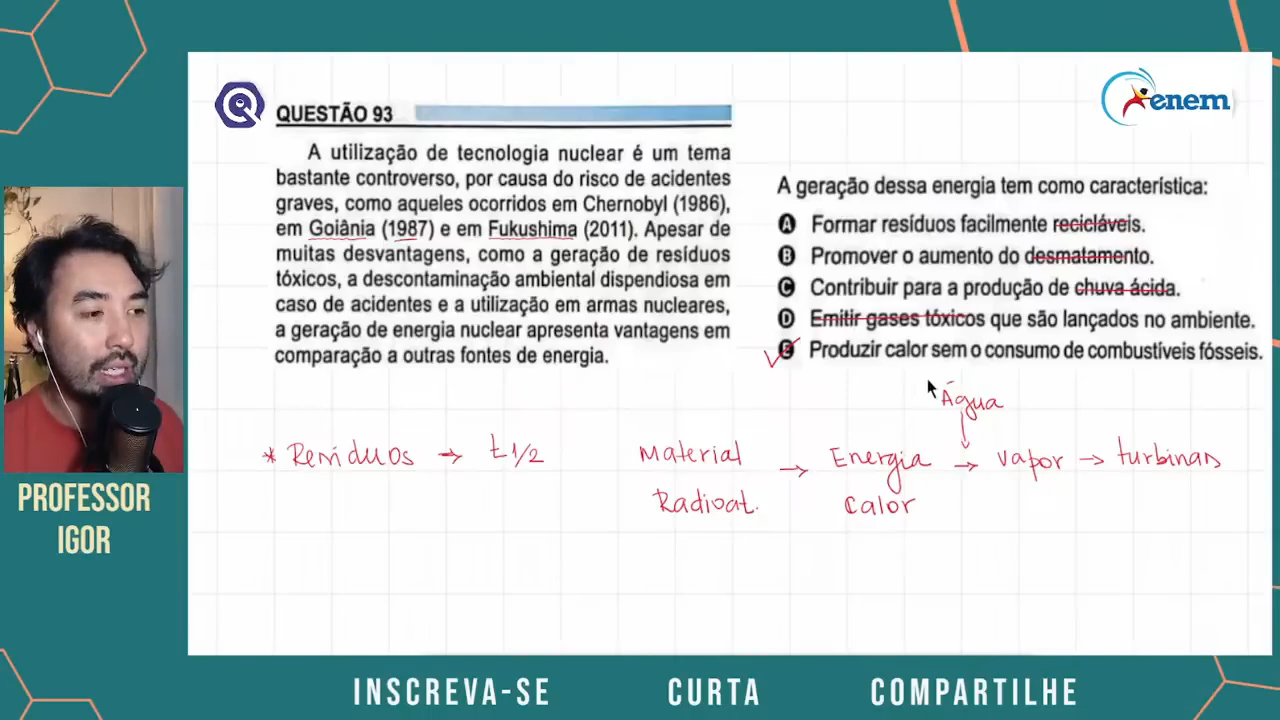 QUESTÃO 93
enem
A utilização de tecnologia nuclear é um tema
bastante controverso, por causa do risco de acidentes
graves, como aqueles ocorridos em Chernobyl (1986),
em Goiânia (1987) e em Fukushima (2011). Apesar de
muitas desvantagens, como a geração de resíduos
tóxicos, a descontaminação ambiental dispendiosa em
caso de acidentes e a utilização em armas nucleares,
a geração de energia nuclear apresenta vantagens em
comparação a outras fontes de energia.
A geração dessa energia tem como característica:
A Formar resíduos facilmente recicláveis.
B Promover o aumento do desmatamento.
C Contribuir para a produção de chuva ácida.
D Emitir gases tóxicos que são lançados no ambiente.
E Produzir calor sem o consumo de combustíveis fósseis.
Água
* Resíduos → t 1/2
Material → Energia → vapor → turbinas
Radioat. Calor
PROFESSOR
IGOR
INSCREVA-SE CURTA COMPARTILHE